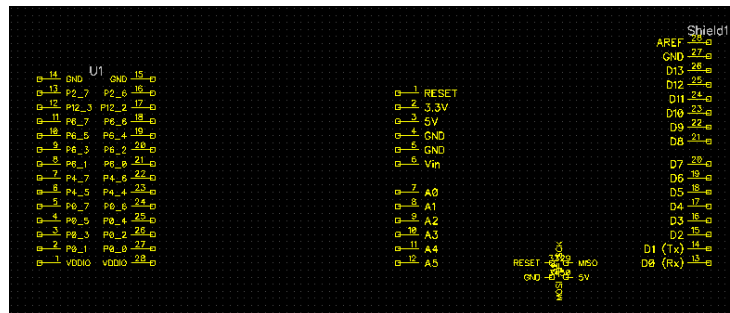 Shield1
AREF 28
GND 27
U1
D13 26
14 GND GND 15
D12 25
13 P2_7 P2_6 16
1 RESET
D11 24
12 P12_3 P12_2 17
2 3.3V
D10 23
11 P6_7 P6_6 18
3 5V
D9 22
10 P6_5 P6_4 19
4 GND
D8 21
9 P6_3 P6_2 20
5 GND
8 P6_1 P6_0 21
6 Vin
D7 20
7 P4_7 P4_6 22
D6 19
6 P4_5 P4_4 23
7 A0
D5 18
5 P0_7 P0_6 24
8 A1
D4 17
4 P0_5 P0_4 25
9 A2
D3 16
3 P0_3 P0_2 26
10 A3
D2 15
2 P0_1 P0_0 27
11 A4
SCK
D1 (Tx) 14
1 VDDIO VDDIO 28
12 A5
RESET
MISO
D0 (Rx) 13
GND
5V
MOSI